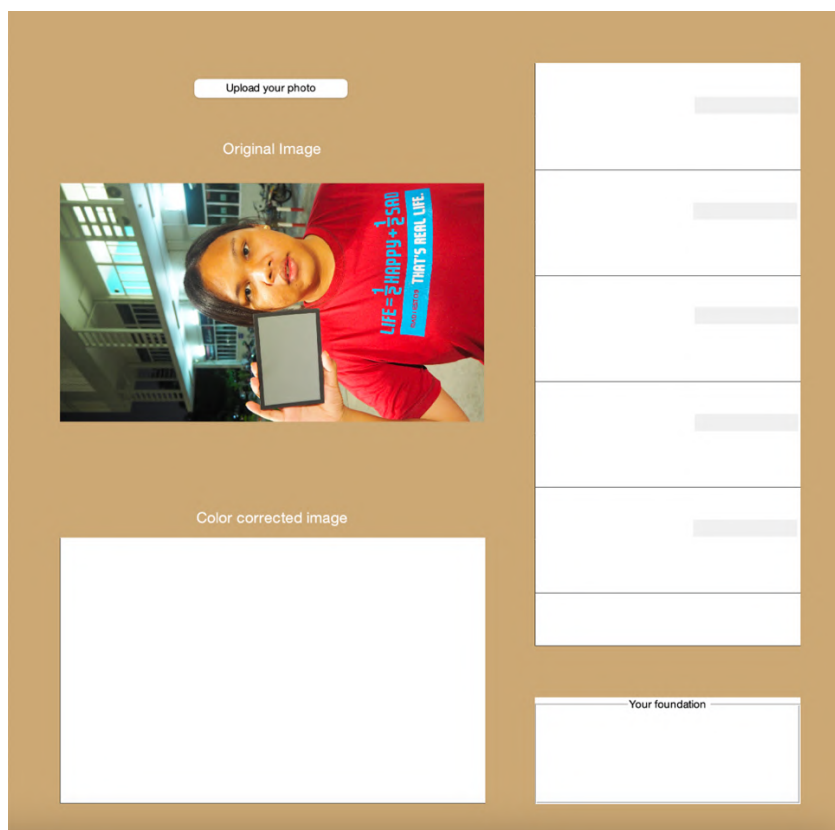 Upload your photo
Original Image
LIFE = 1/2 HAPPY + 1/2 SAD
THAT'S REAL LIFE.
Color corrected image
Your foundation